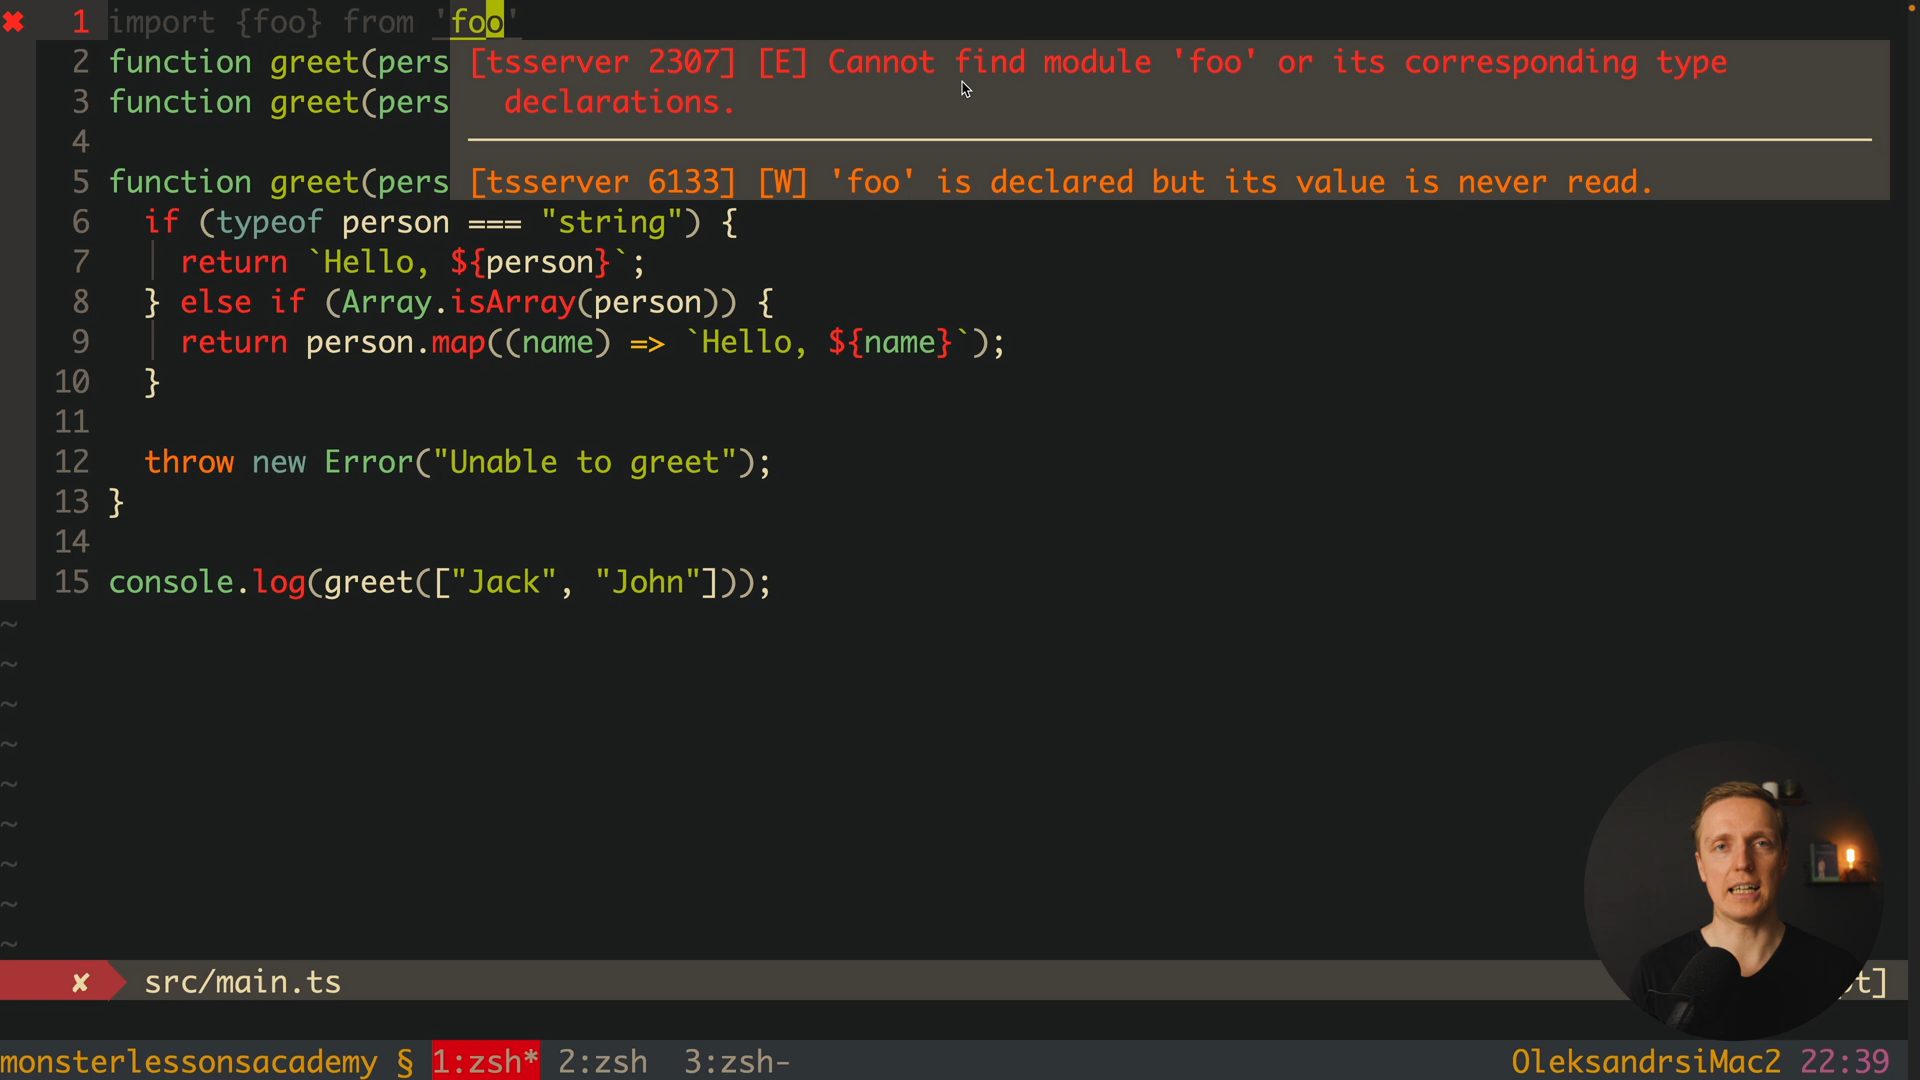 ✖ 1 import {foo} from 'foo'
2 function greet(pers
[tsserver 2307] [E] Cannot find module 'foo' or its corresponding type
3 function greet(pers
declarations.
4
5 function greet(pers
[tsserver 6133] [W] 'foo' is declared but its value is never read.
6 if (typeof person === "string") {
7 return `Hello, ${person}`;
8 } else if (Array.isArray(person)) {
9 return person.map((name) => `Hello, ${name}`);
10 }
11
12 throw new Error("Unable to greet");
13 }
14
15 console.log(greet(["Jack", "John"]));
~
~
~
~
~
~
~
~
~
✘ src/main.ts
monsterlessonsacademy § 1:zsh* 2:zsh 3:zsh- OleksandrsiMac2 22:39